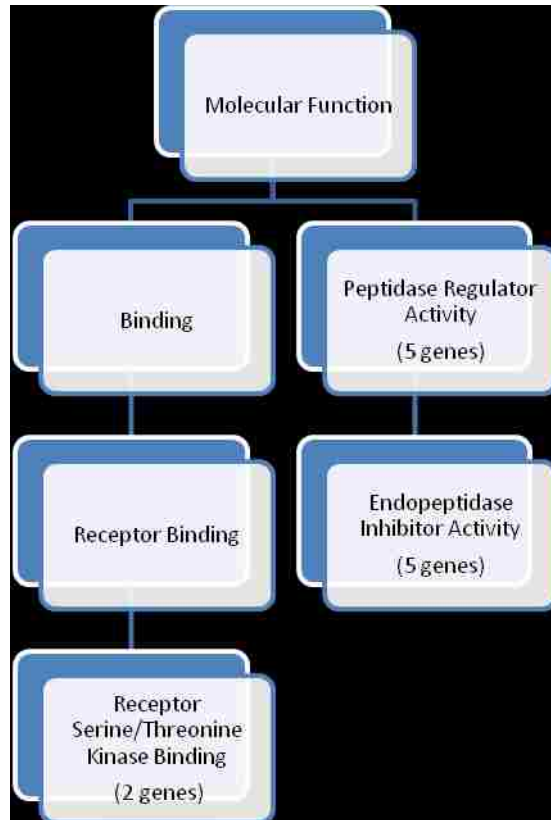 Molecular Function
Binding
Peptidase Regulator
Activity
(5 genes)
Receptor Binding
Endopeptidase
Inhibitor Activity
(5 genes)
Receptor
Serine/Threonine
Kinase Binding
(2 genes)